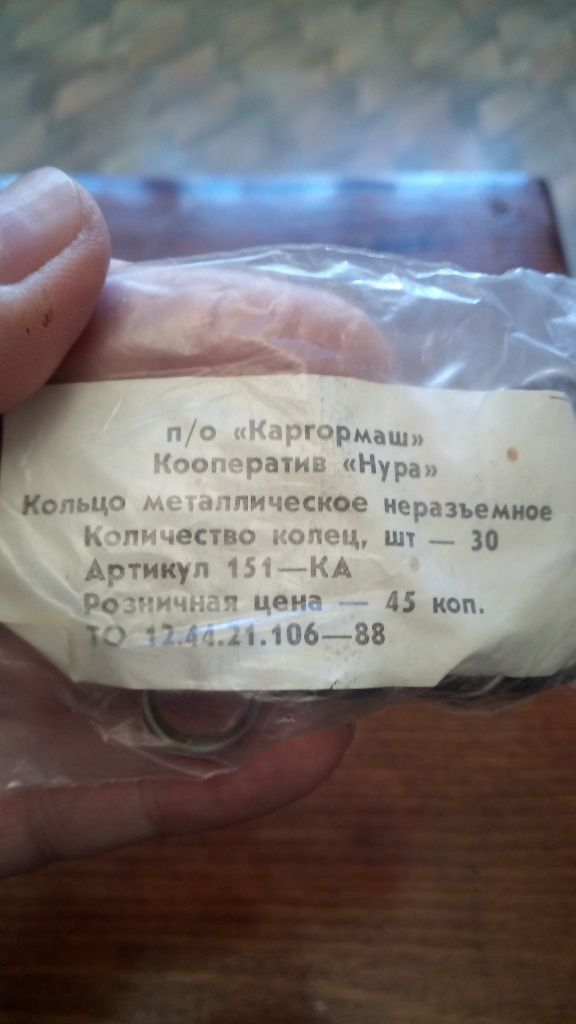 п/о «Каргормаш»
Кооператив «Нура»
Кольцо металлическое неразъемное
Количество колец, шт — 30
Артикул 151—КА
Розничная цена — 45 коп.
ТО 12.44.21.106—88